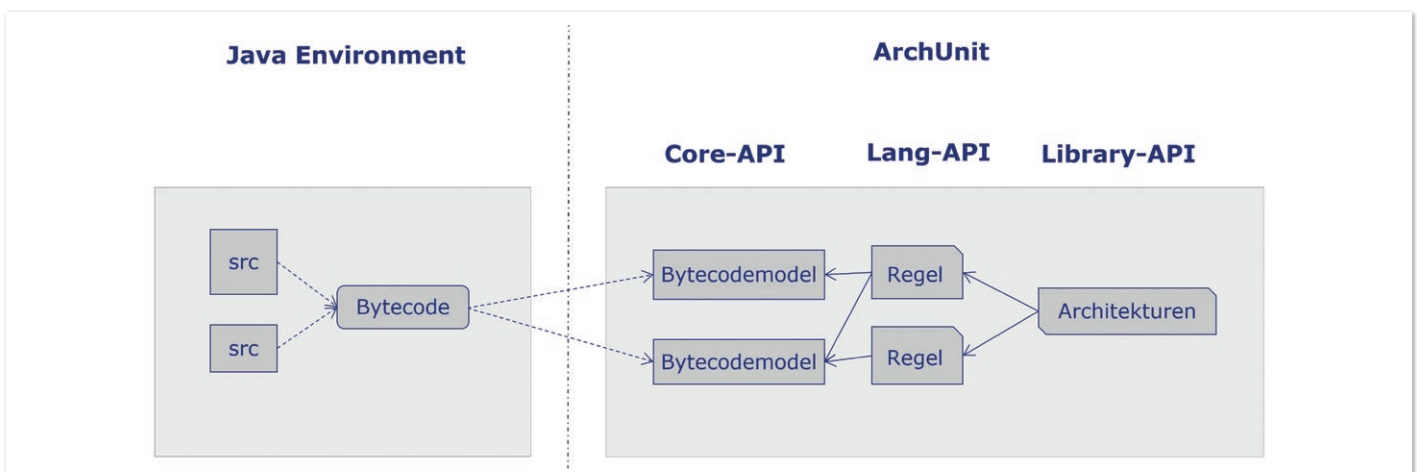 Java Environment
ArchUnit
Core-API
Lang-API
Library-API
src
src
Bytecode
Bytecodemodel
Bytecodemodel
Regel
Regel
Architekturen